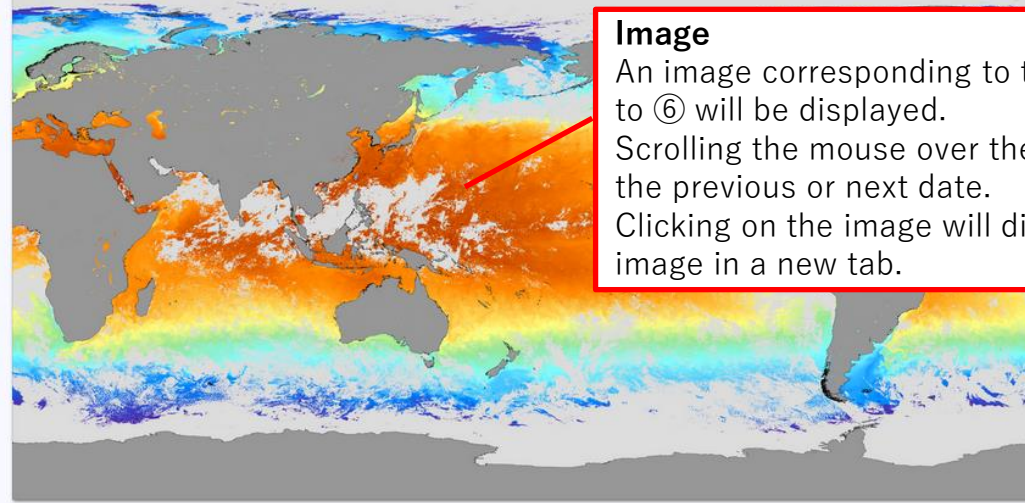 Image
An image corresponding to
to ⑥ will be displayed.
Scrolling the mouse over the
the previous or next date.
Clicking on the image will
image in a new tab.